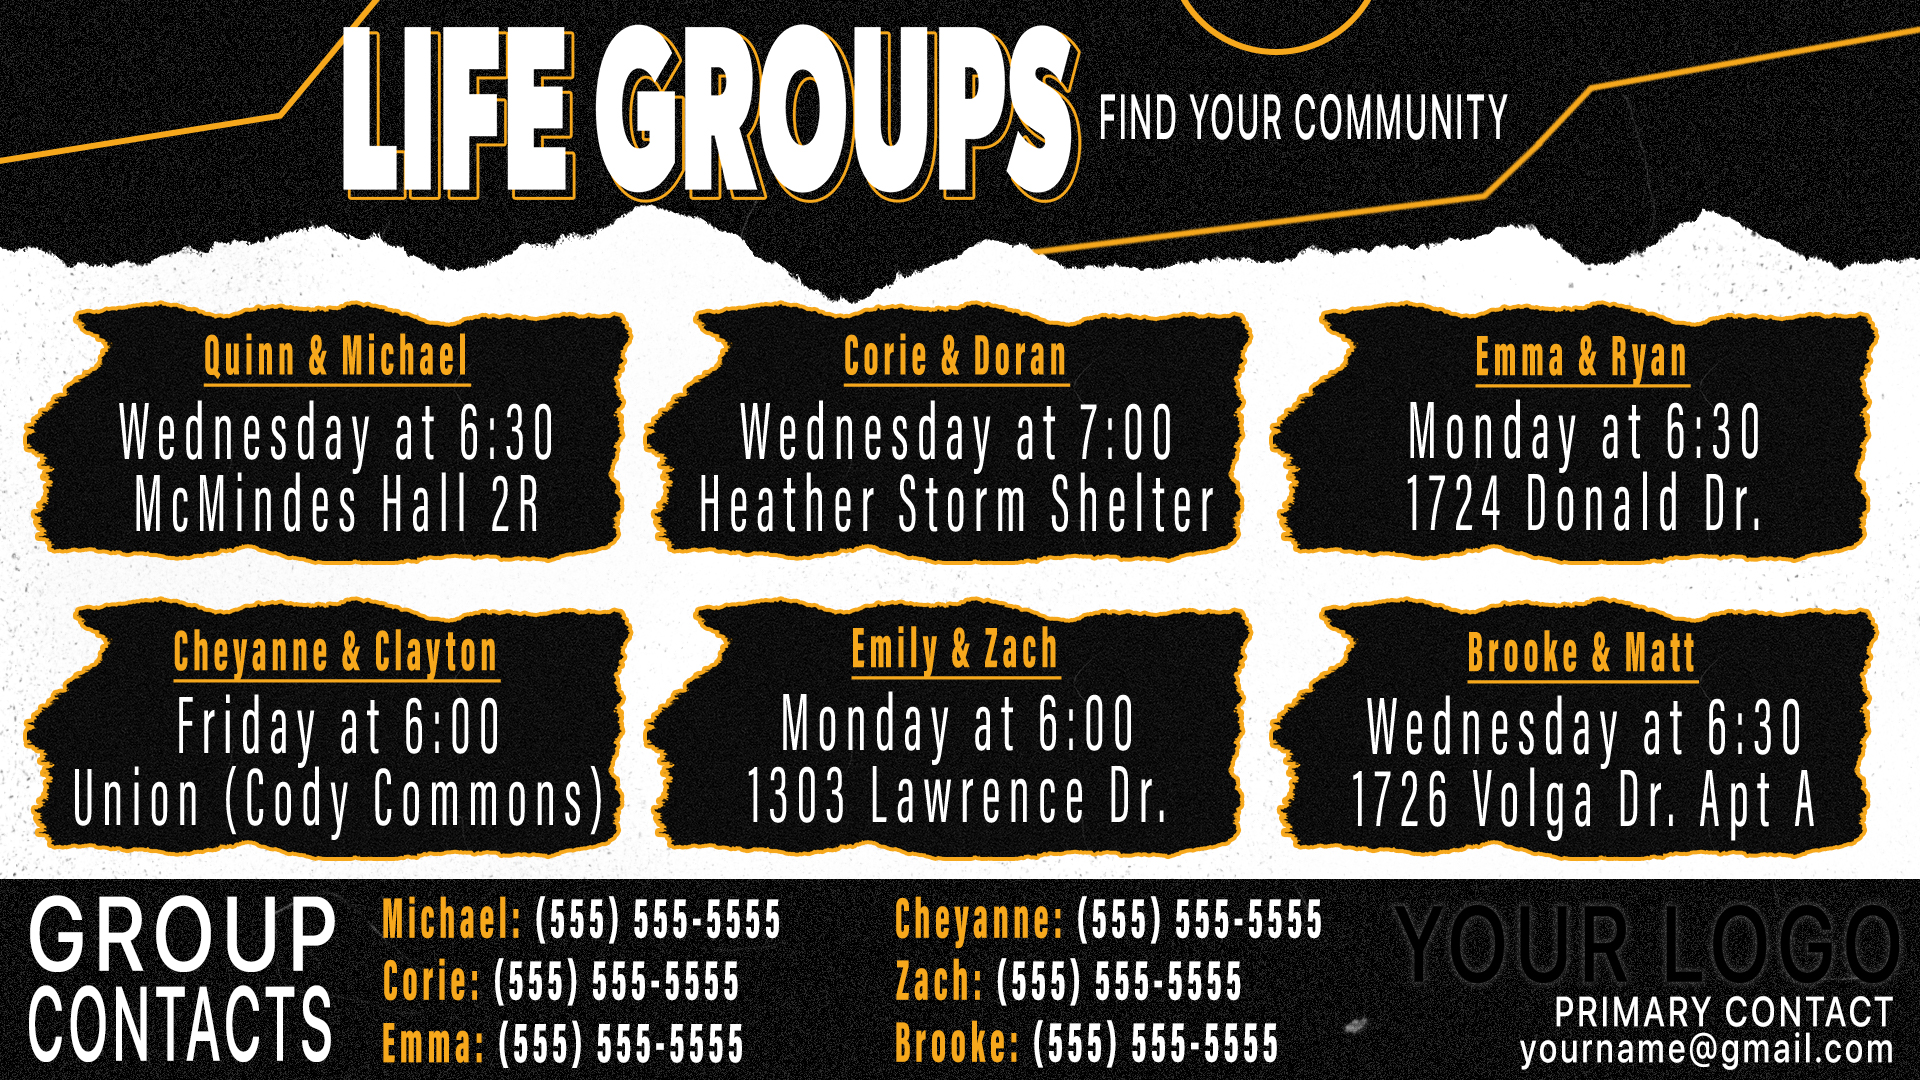 LIFE GROUPS
FIND YOUR COMMUNITY
Quinn & Michael
Wednesday at 6:30
McMindes Hall 2R
Corie & Doran
Wednesday at 7:00
Heather Storm Shelter
Emma & Ryan
Monday at 6:30
1724 Donald Dr.
Cheyanne & Clayton
Friday at 6:00
Union (Cody Commons)
Emily & Zach
Monday at 6:00
1303 Lawrence Dr.
Brooke & Matt
Wednesday at 6:30
1726 Volga Dr. Apt A
GROUP
CONTACTS
Michael: (555) 555-5555
Corie: (555) 555-5555
Emma: (555) 555-5555
Cheyanne: (555) 555-5555
Zach: (555) 555-5555
Brooke: (555) 555-5555
YOUR LOGO
PRIMARY CONTACT
yourname@gmail.com